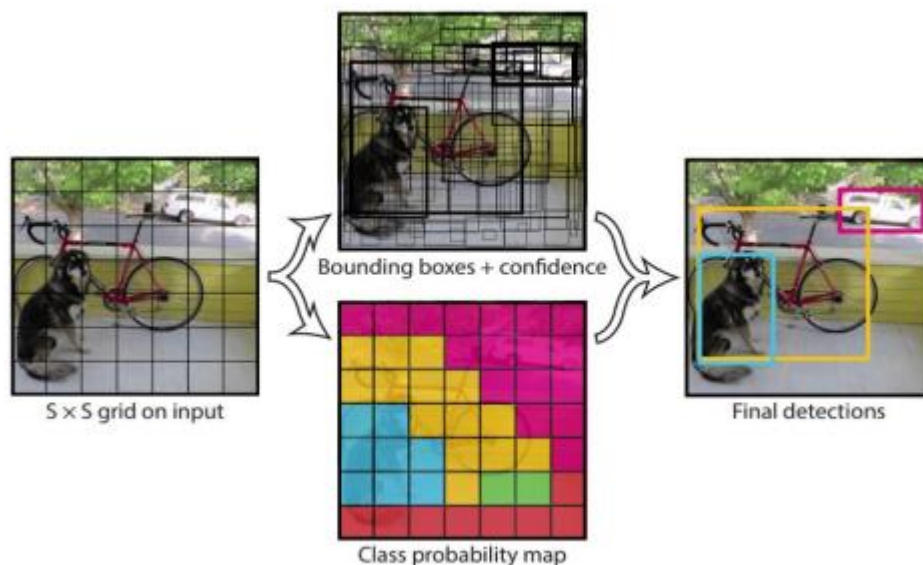 Bounding boxes + confidence
S × S grid on input
Final detections
Class probability map